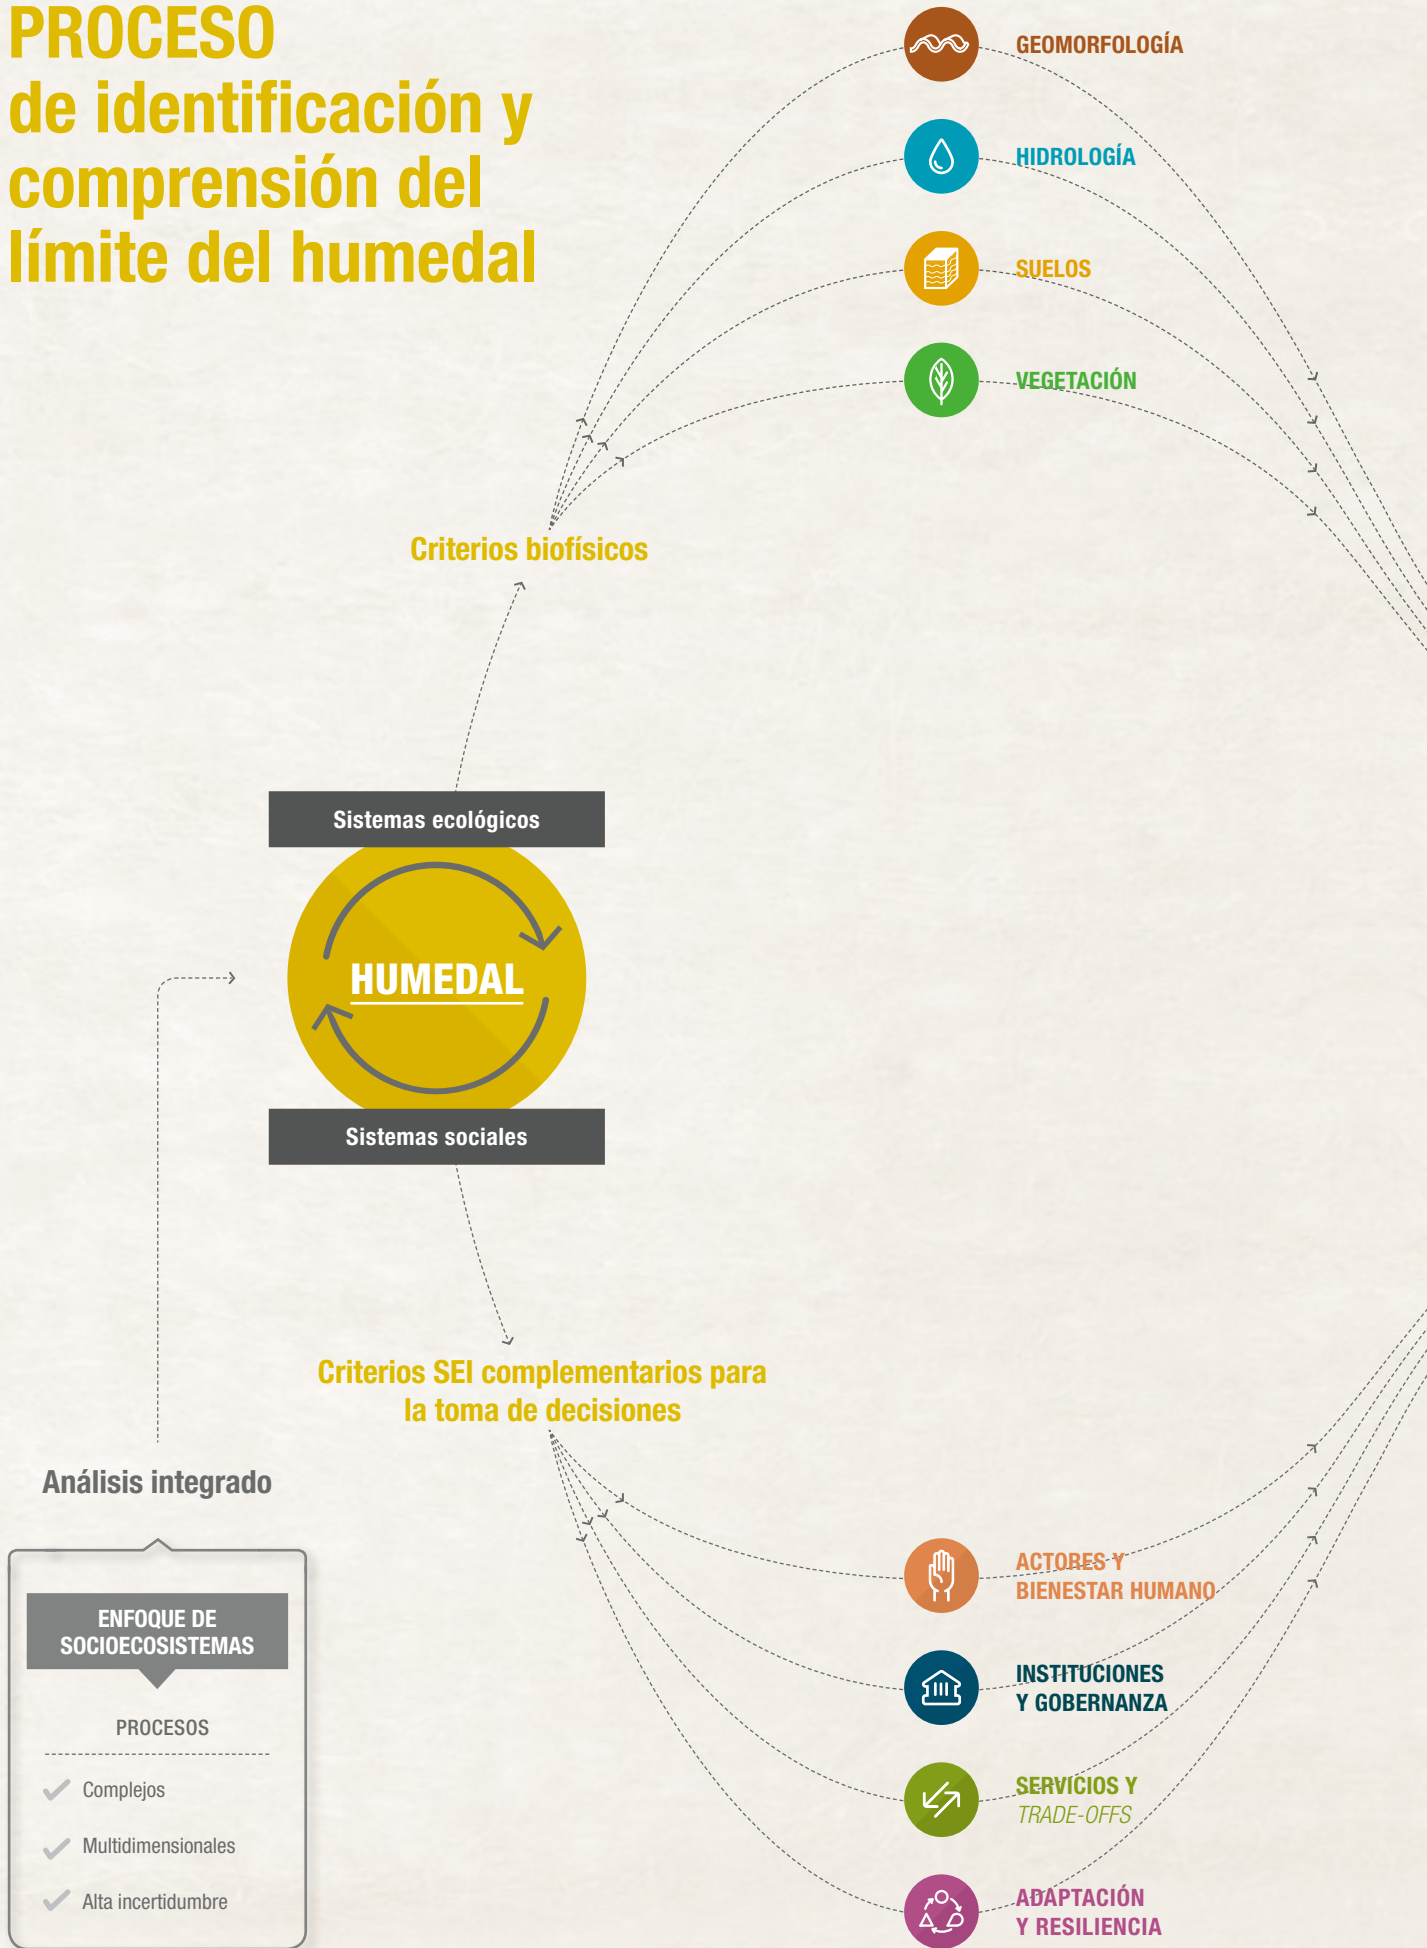 PROCESO
de identificación y
comprensión del
límite del humedal
GEOMORFOLOGÍA
HIDROLOGÍA
SUELOS
VEGETACIÓN
Criterios biofísicos
Sistemas ecológicos
HUMEDAL
Sistemas sociales
Criterios SEI complementarios para
la toma de decisiones
Análisis integrado
ENFOQUE DE
SOCIOECOSISTEMAS
PROCESOS
Complejos
Multidimensionales
Alta incertidumbre
ACTORES Y
BIENESTAR HUMANO
INSTITUCIONES
Y GOBERNANZA
SERVICIOS Y
TRADE-OFFS
ADAPTACIÓN
Y RESILIENCIA